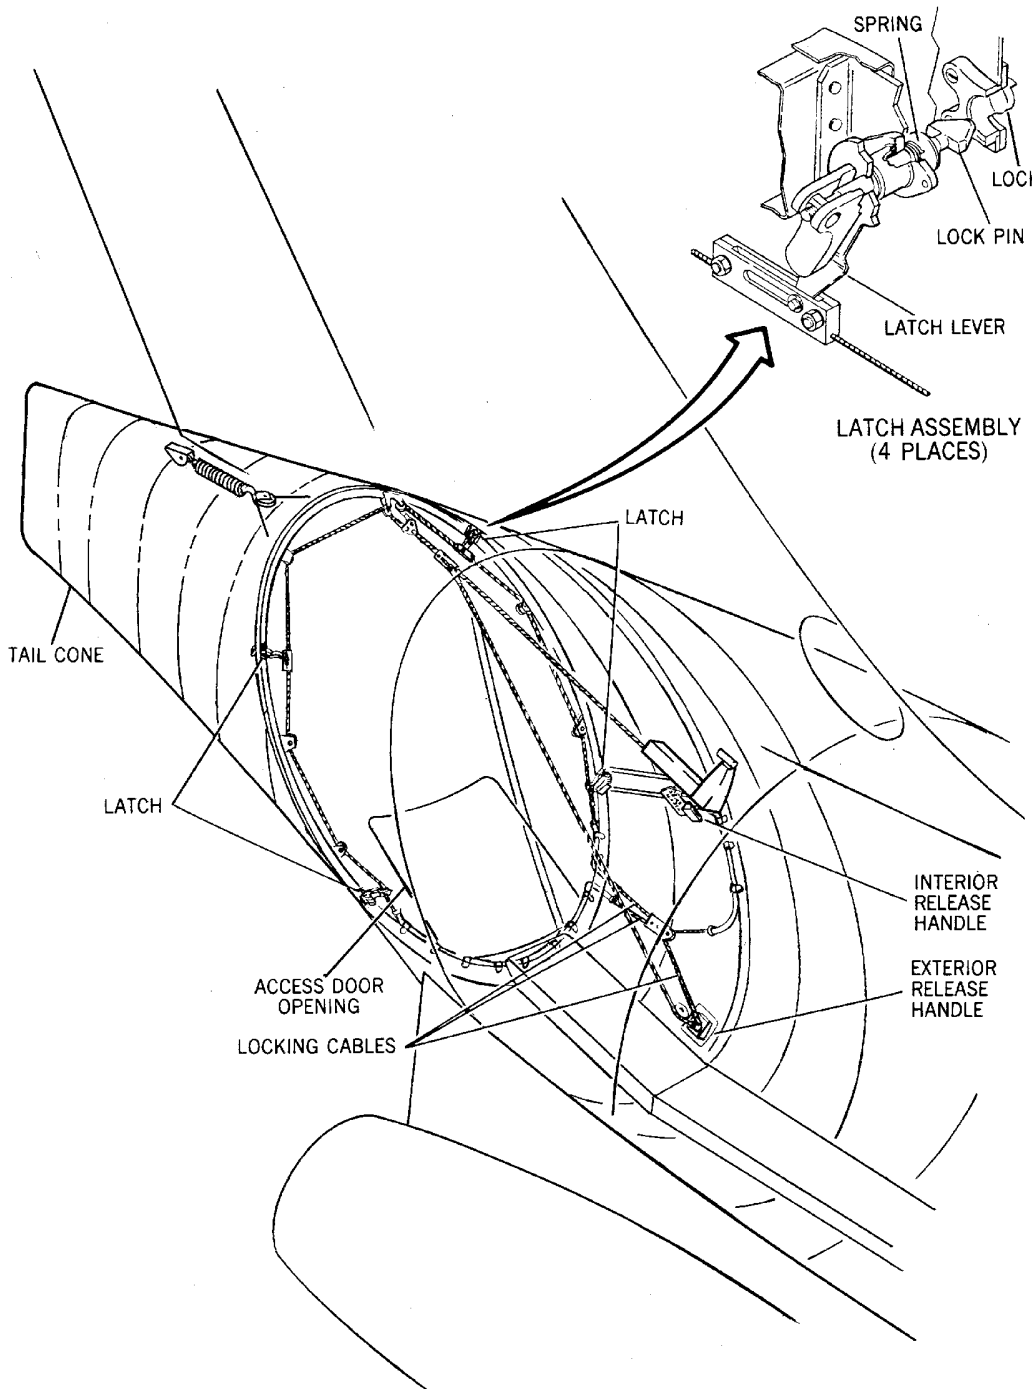 SPRING
LOCK PIN
LATCH LEVER
LATCH ASSEMBLY
(4 PLACES)
LATCH
TAIL CONE
LATCH
INTERIOR
RELEASE
HANDLE
ACCESS DOOR
OPENING
EXTERIOR
RELEASE
HANDLE
LOCKING CABLES